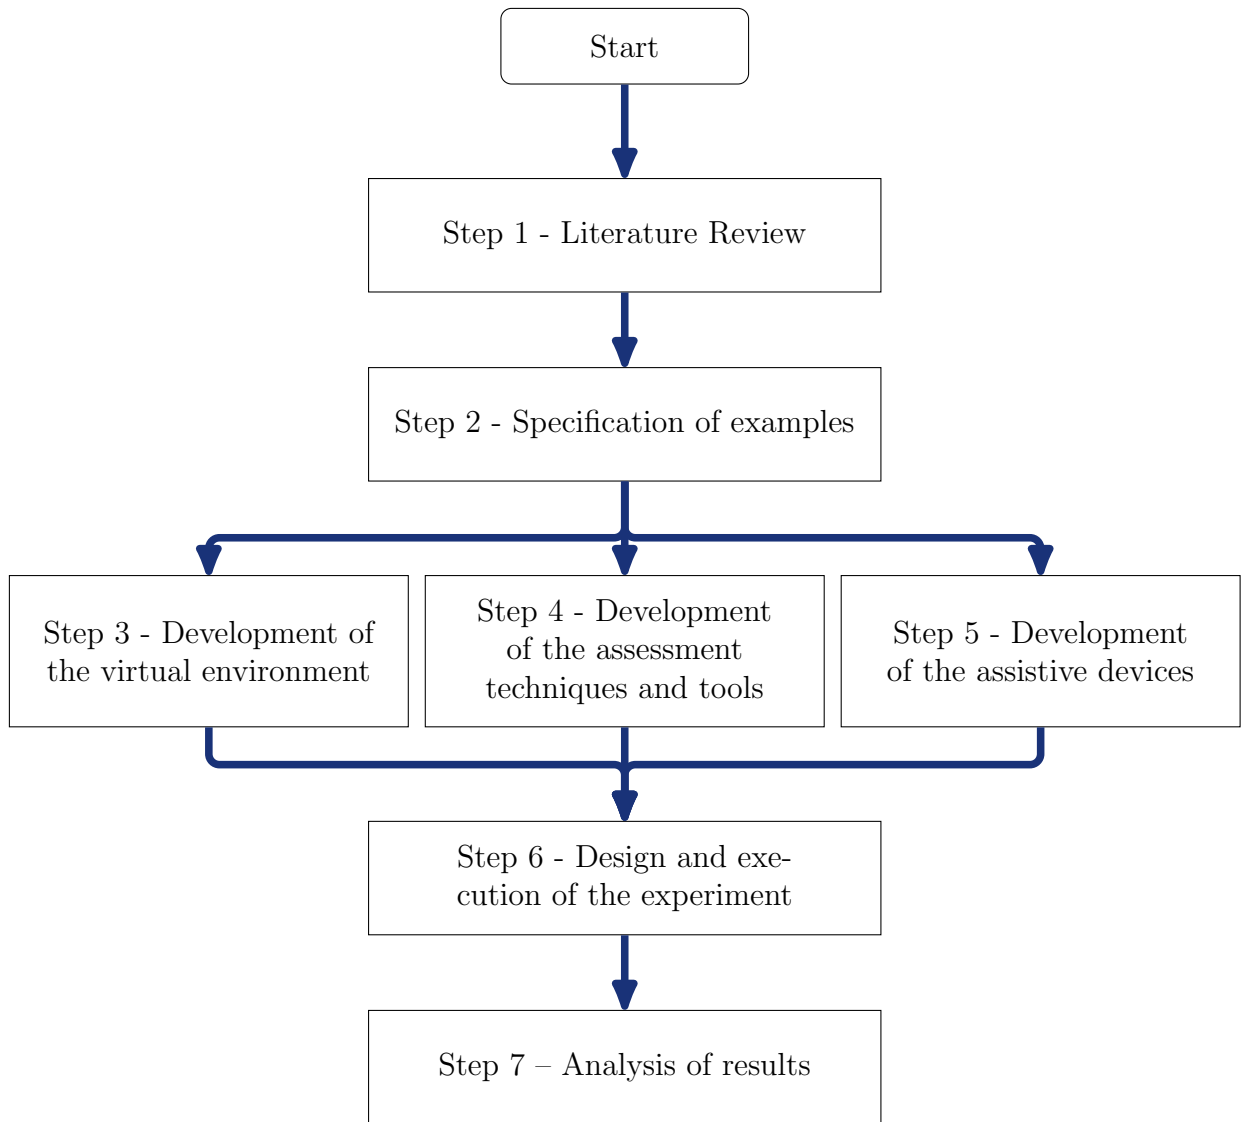 Start
Step 1 - Literature Review
Step 2 - Specification of examples
Step 3 - Development of
the virtual environment
Step 4 - Development
of the assessment
techniques and tools
Step 5 - Development
of the assistive devices
Step 6 - Design and exe-
cution of the experiment
Step 7 – Analysis of results